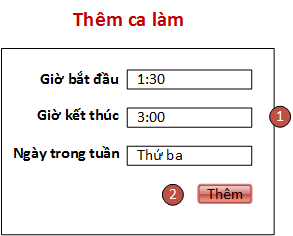 Thêm ca làm
Giờ bắt đầu 1:30
Giờ kết thúc 3:00
1
Ngày trong tuần Thứ ba
2 Thêm